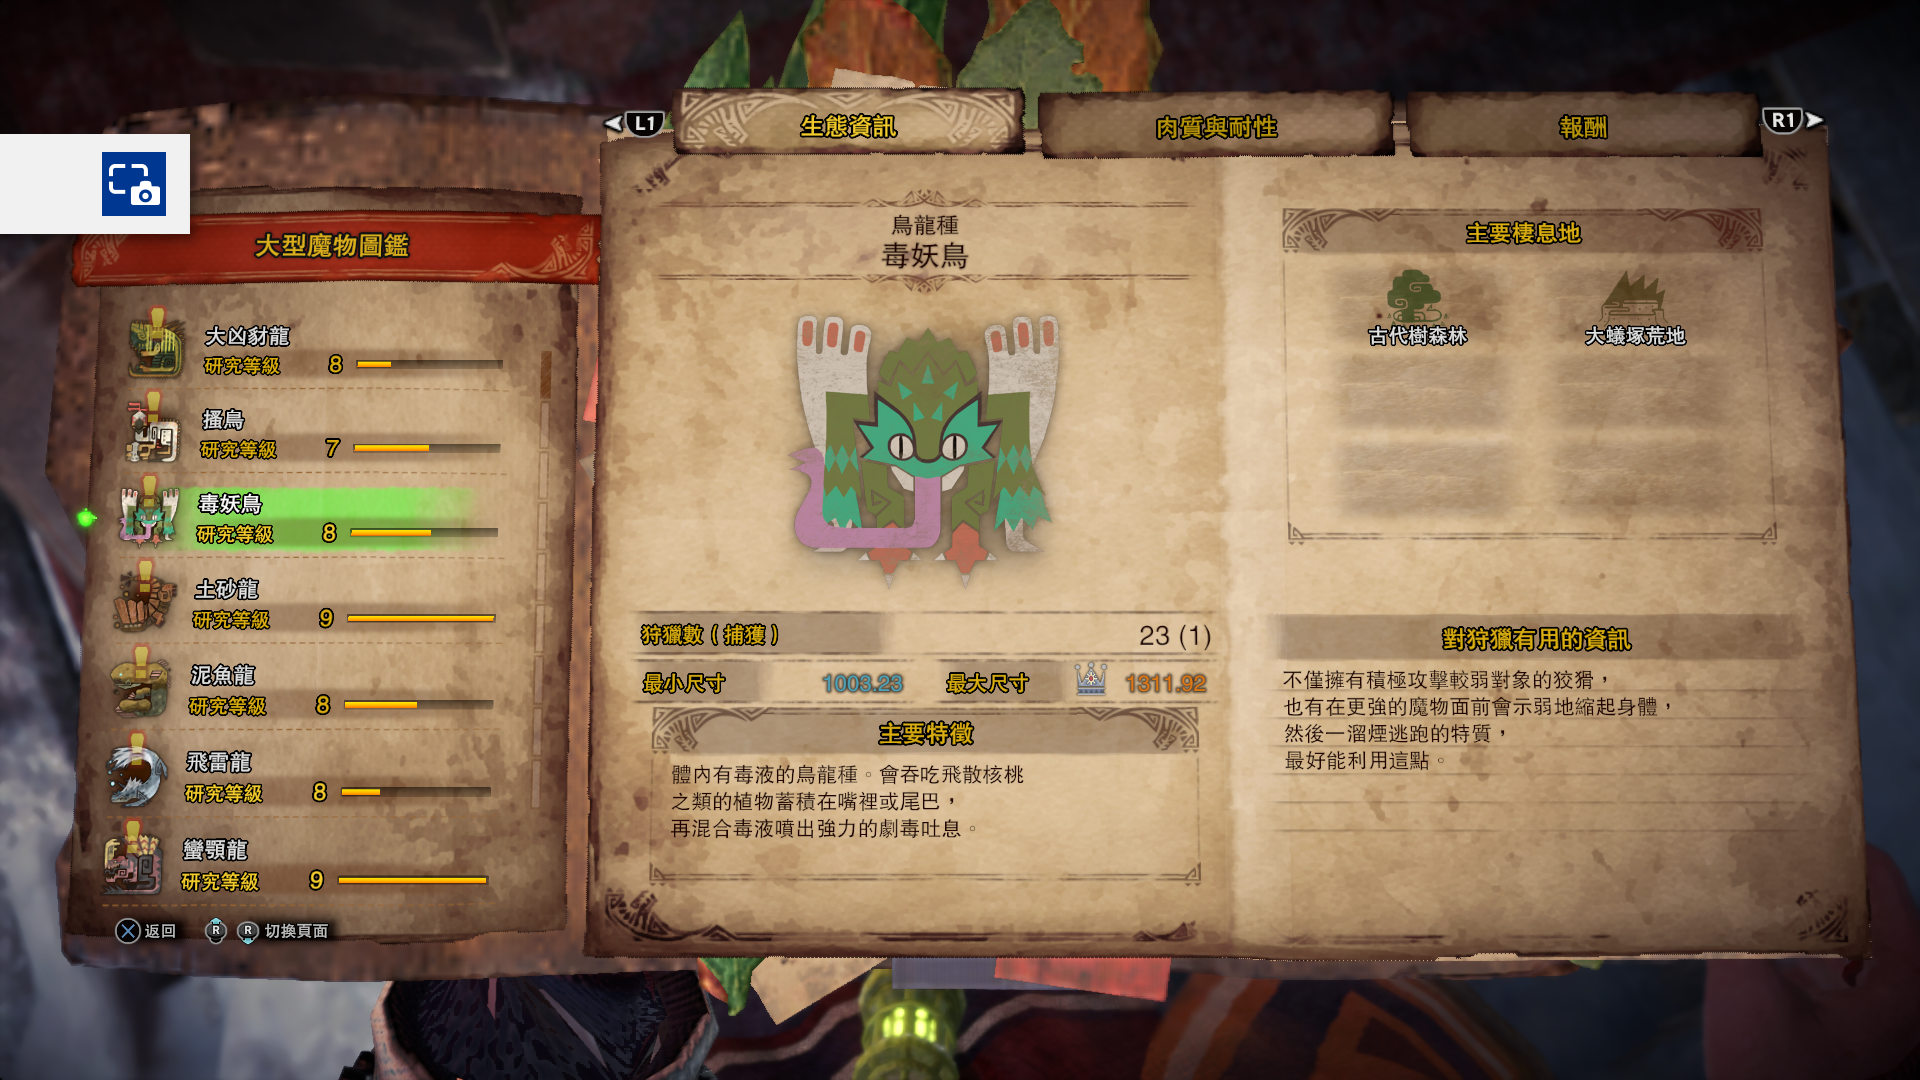 L1
生態資訊
肉質與耐性
報酬
R1
大型魔物圖鑑
大凶豺龍
研究等級 8
搔鳥
研究等級 7
毒妖鳥
研究等級 8
土砂龍
研究等級 9
泥魚龍
研究等級 8
飛雷龍
研究等級 8
蠻顎龍
研究等級 9
返回
R R 切換頁面
鳥龍種
毒妖鳥
狩獵數(捕獲) 23 (1)
最小尺寸 1003.23 最大尺寸 1311.92
主要特徵
體內有毒液的鳥龍種。會吞吃飛散核桃
之類的植物蓄積在嘴裡或尾巴,
再混合毒液噴出強力的劇毒吐息。
主要棲息地
古代樹森林 大蟻塚荒地
對狩獵有用的資訊
不僅擁有積極攻擊較弱對象的狡猾,
也有在更強的魔物面前會示弱地縮起身體,
然後一溜煙逃跑的特質,
最好能利用這點。